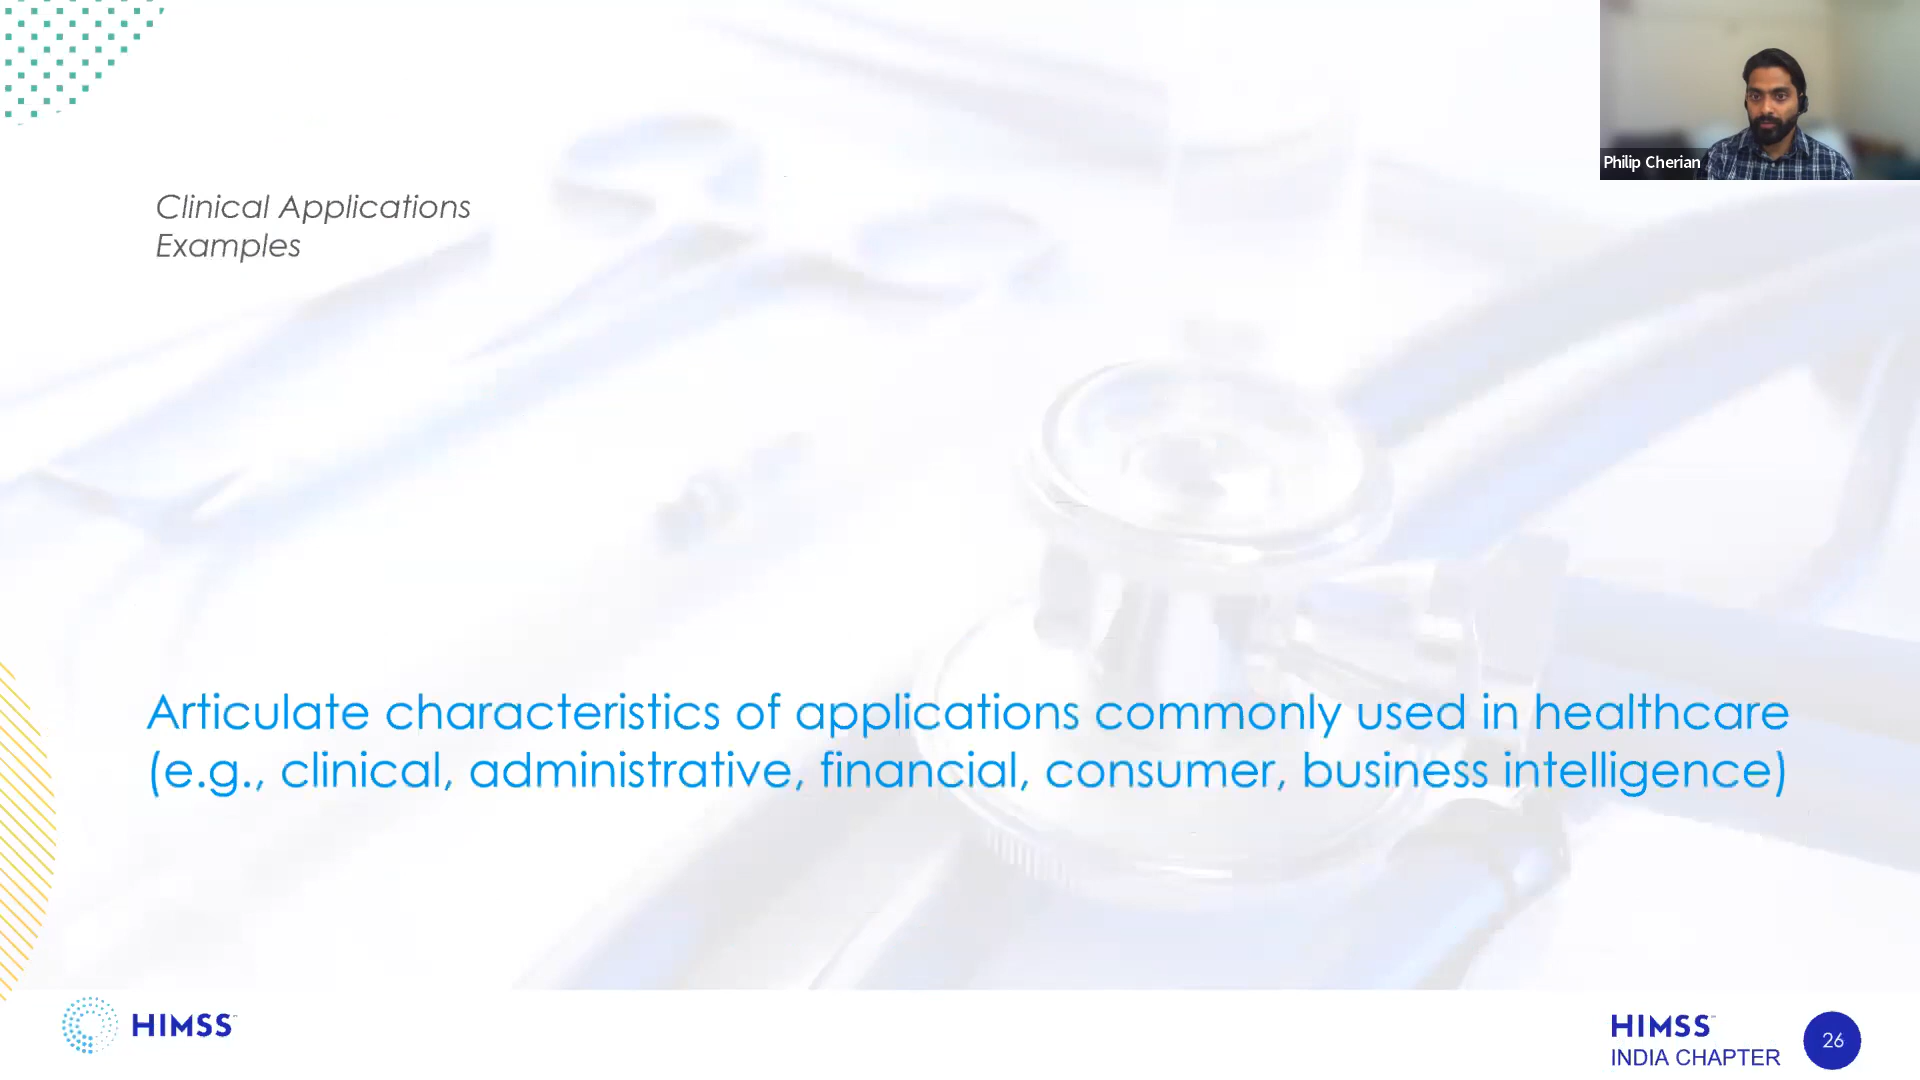 Philip Cherian
Clinical Applications
Examples
Articulate characteristics of applications commonly used in healthcare
(e.g., clinical, administrative, financial, consumer, business intelligence)
HIMSS
HIMSS
INDIA CHAPTER
26